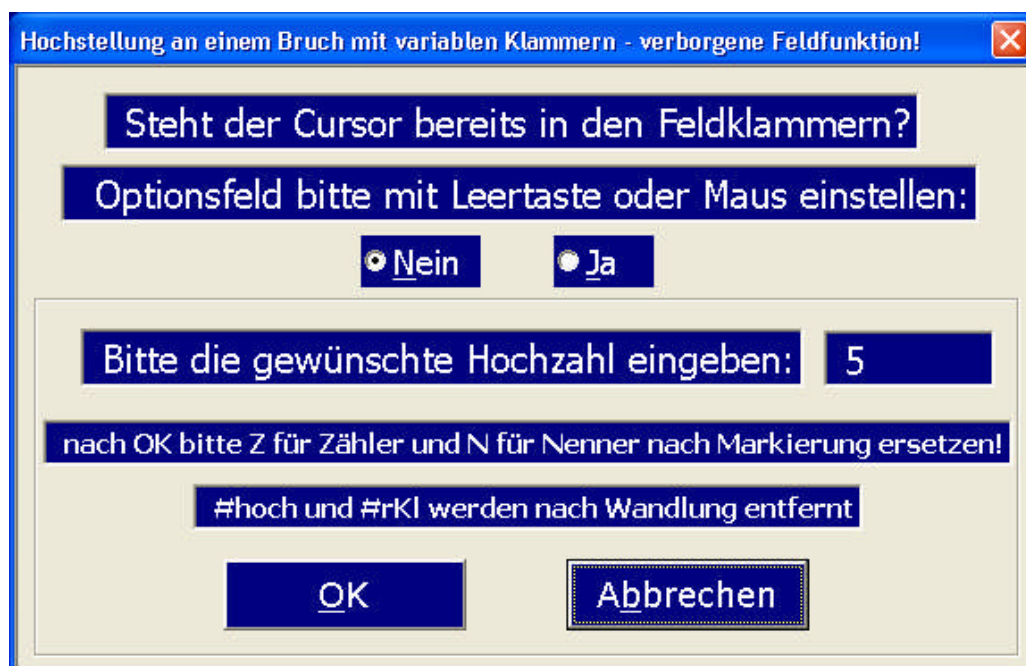 Hochstellung an einem Bruch mit variablen Klammern - verborgene Feldfunktion!
Steht der Cursor bereits in den Feldklammern?
Optionsfeld bitte mit Leertaste oder Maus einstellen:
Nein
Ja
Bitte die gewünschte Hochzahl eingeben:
5
nach OK bitte Z für Zähler und N für Nenner nach Markierung ersetzen!
#hoch und #rKl werden nach Wandlung entfernt
OK
Abbrechen